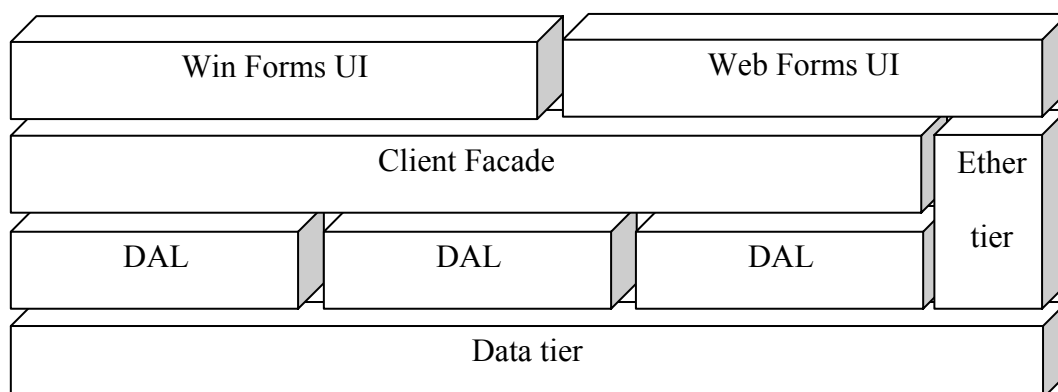 Win Forms UI
Web Forms UI
Client Facade
Ether
tier
DAL
DAL
DAL
Data tier